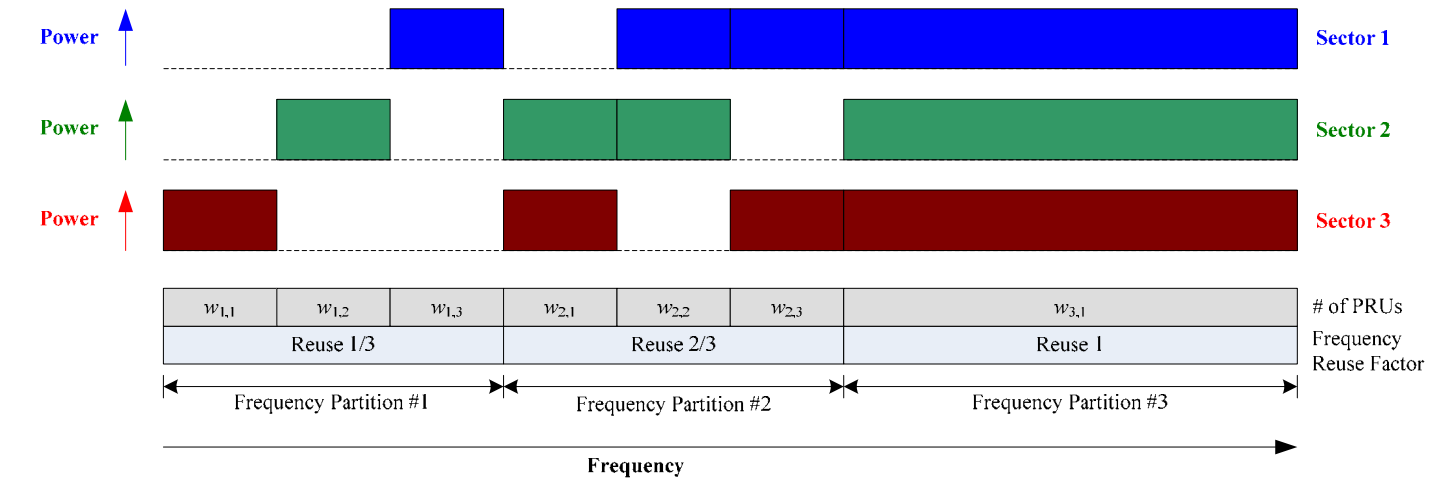 Power Sector 1
Power Sector 2
Power Sector 3
w1,1 w1,2 w1,3 w2,1 w2,2 w2,3 w3,1 # of PRUs
Reuse 1/3 Reuse 2/3 Reuse 1 Frequency
Reuse Factor
Frequency Partition #1 Frequency Partition #2 Frequency Partition #3
Frequency